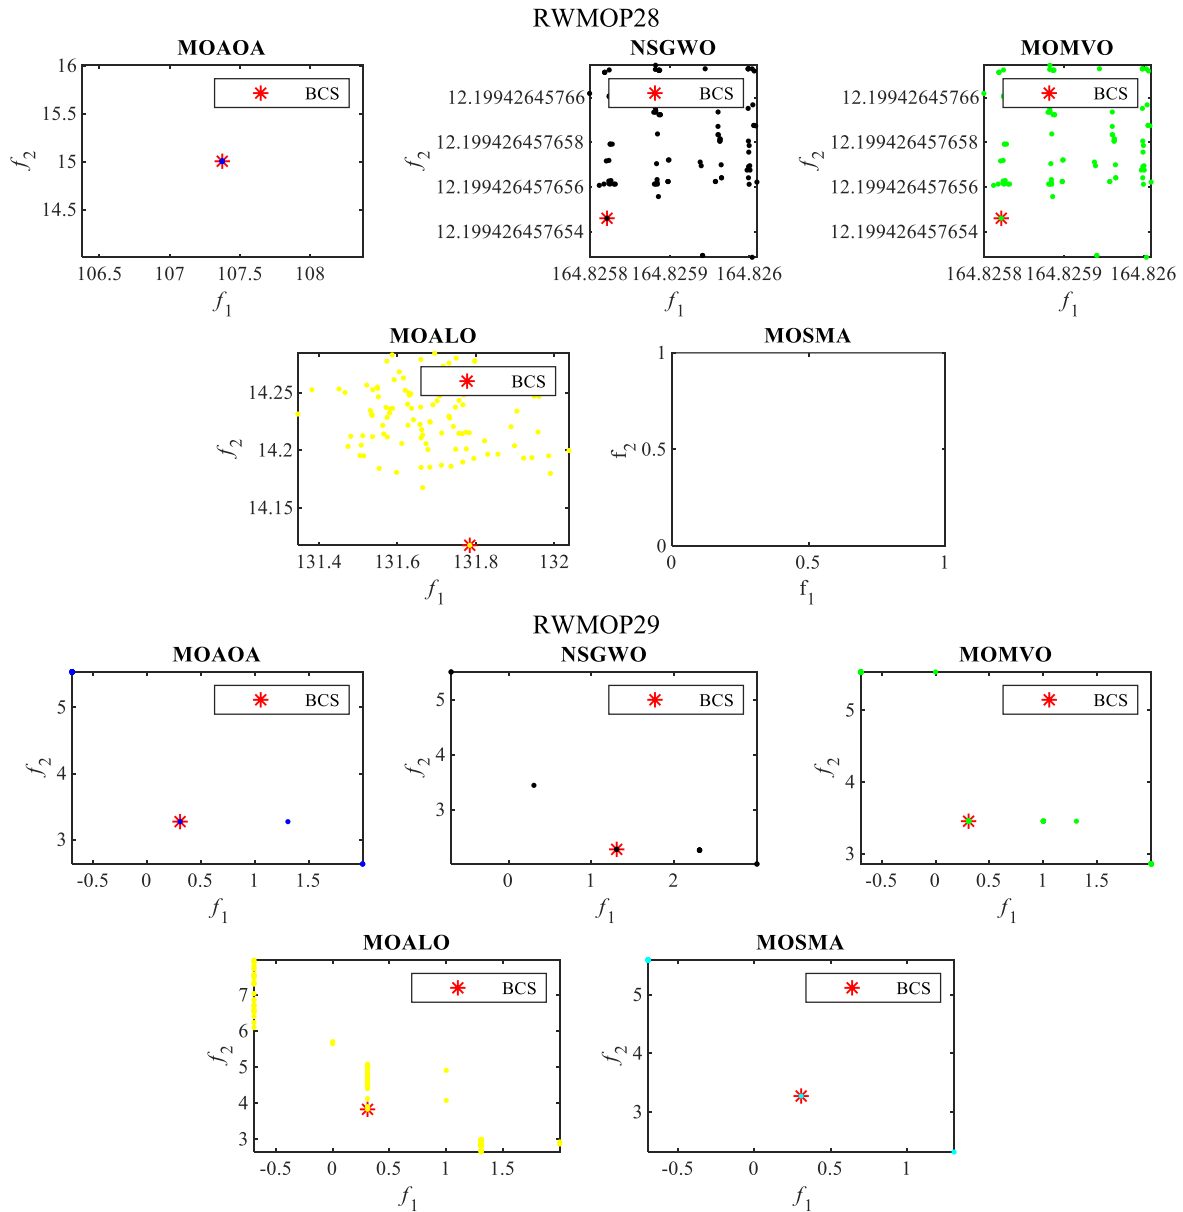 RWMOP28
MOAOA
NSGWO
MOMVO
16
15.5
15
14.5
f2
BCS
106.5 107 107.5 108
f1
12.19942645766
12.199426457658
12.199426457656
12.199426457654
f2
BCS
164.8258 164.8259 164.826
f1
12.19942645766
12.199426457658
12.199426457656
12.199426457654
f2
BCS
164.8258 164.8259 164.826
f1
MOALO
MOSMA
14.25
14.2
14.15
f2
BCS
131.4 131.6 131.8 132
f1
1
0.5
0
f2
0 0.5 1
f1
RWMOP29
MOAOA
NSGWO
MOMVO
5
4
3
f2
BCS
-0.5 0 0.5 1 1.5
f1
5
4
3
f2
BCS
0 1 2
f1
5
4
3
f2
BCS
-0.5 0 0.5 1 1.5
f1
MOALO
MOSMA
7
6
5
4
3
f2
BCS
-0.5 0 0.5 1 1.5
f1
5
4
3
f2
BCS
-0.5 0 0.5 1
f1